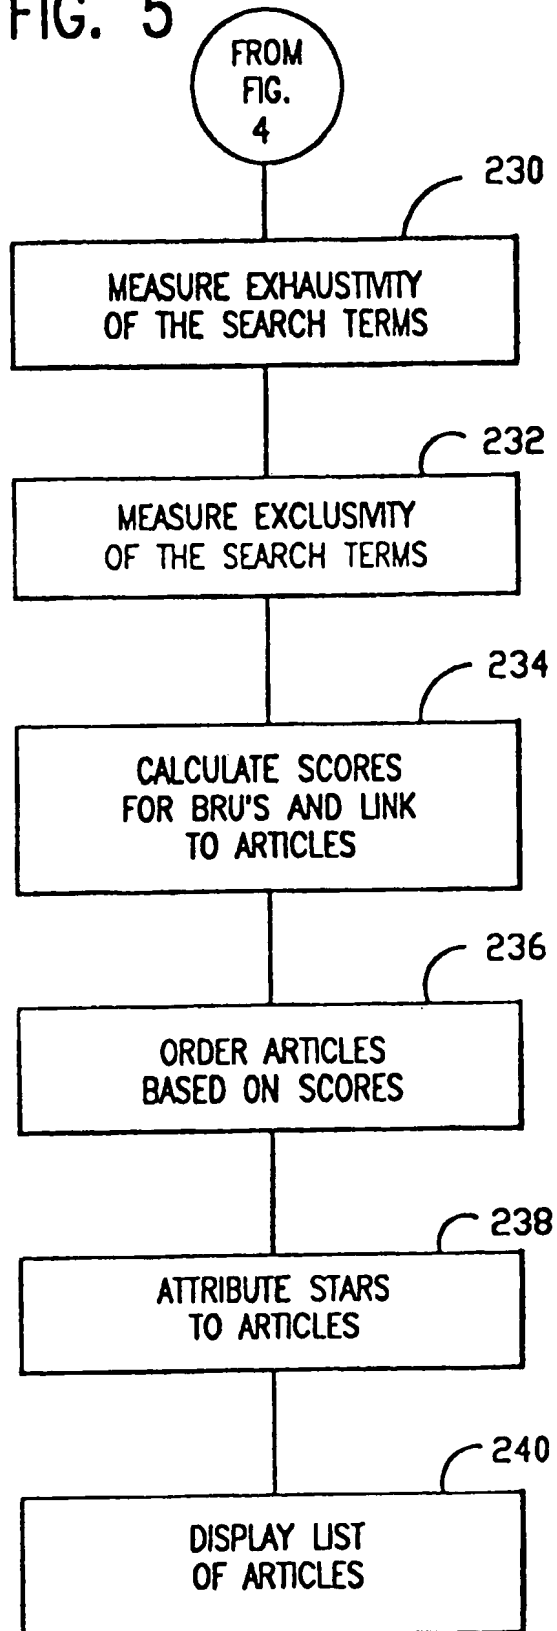 FIG. 5
FROM
FIG.
4
230
MEASURE EXHAUSTIVITY
OF THE SEARCH TERMS
232
MEASURE EXCLUSIVITY
OF THE SEARCH TERMS
234
CALCULATE SCORES
FOR BRU'S AND LINK
TO ARTICLES
236
ORDER ARTICLES
BASED ON SCORES
238
ATTRIBUTE STARS
TO ARTICLES
240
DISPLAY LIST
OF ARTICLES